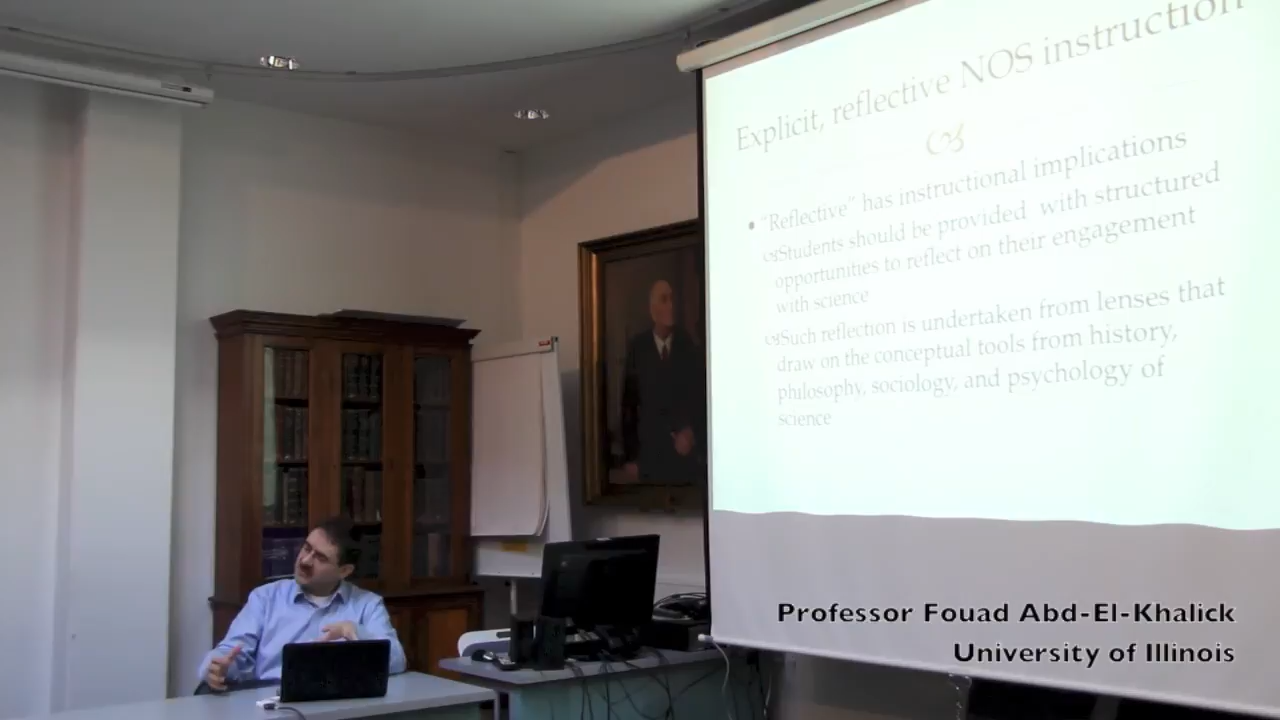 Explicit, reflective NOS instruction
• "Reflective" has instructional implications
Students should be provided with structured
opportunities to reflect on their engagement
with science
Such reflection is undertaken from lenses that
draw on the conceptual tools from history,
philosophy, sociology, and psychology of
science
Professor Fouad Abd-El-Khalick
University of Illinois